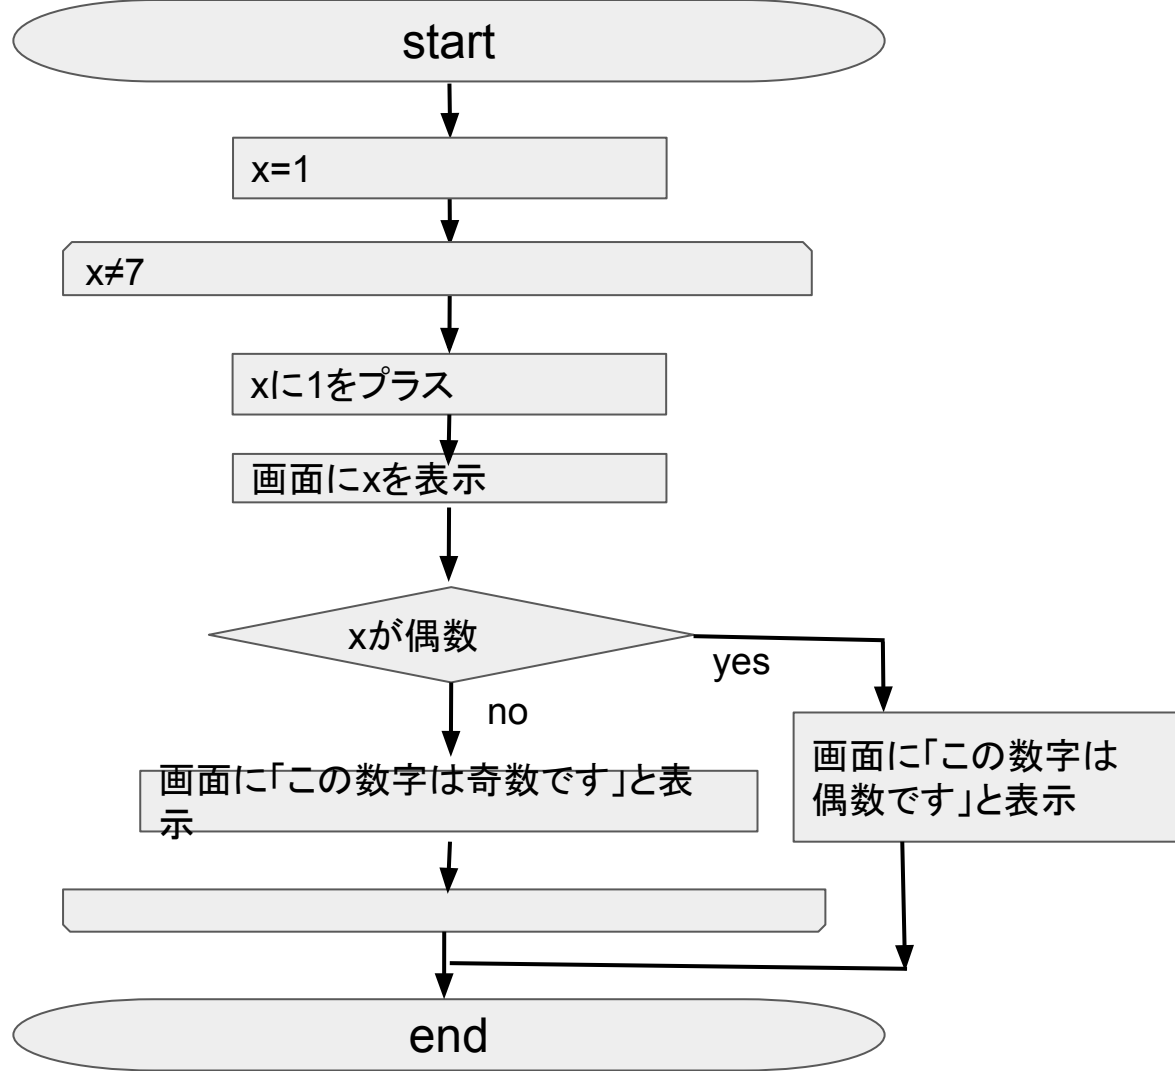 start
x=1
x≠7
xに1をプラス
画面にxを表示
xが偶数
yes
no
画面に「この数字は
偶数です」と表示
画面に「この数字は奇数です」と表
示
end